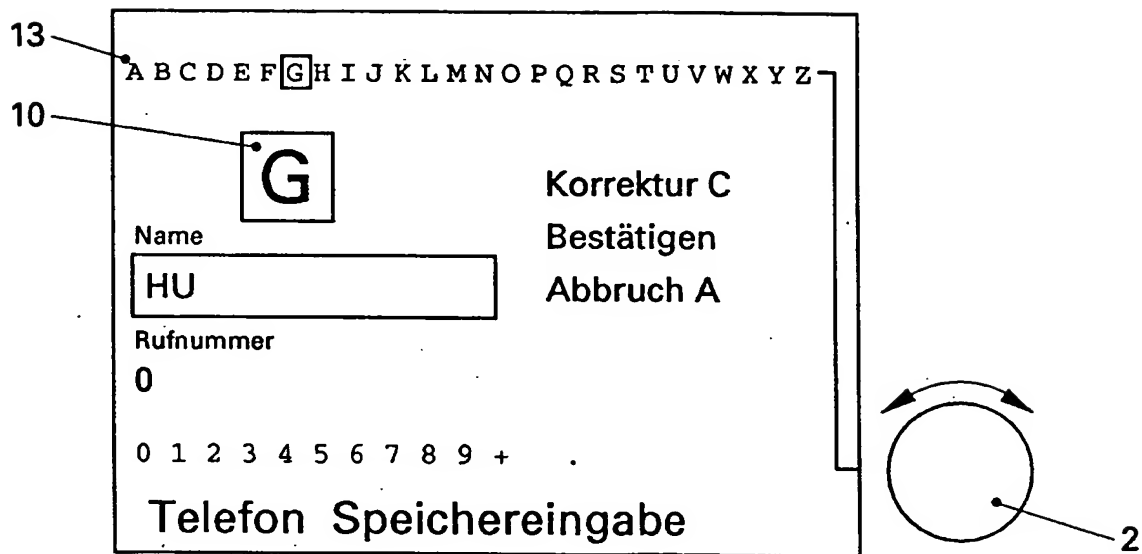 13
A B C D E F G H I J K L M N O P Q R S T U V W X Y Z
10
G
Korrektur C
Name
Bestätigen
HU
Abbruch A
Rufnummer
0
0 1 2 3 4 5 6 7 8 9 + .
Telefon Speichereingabe
2